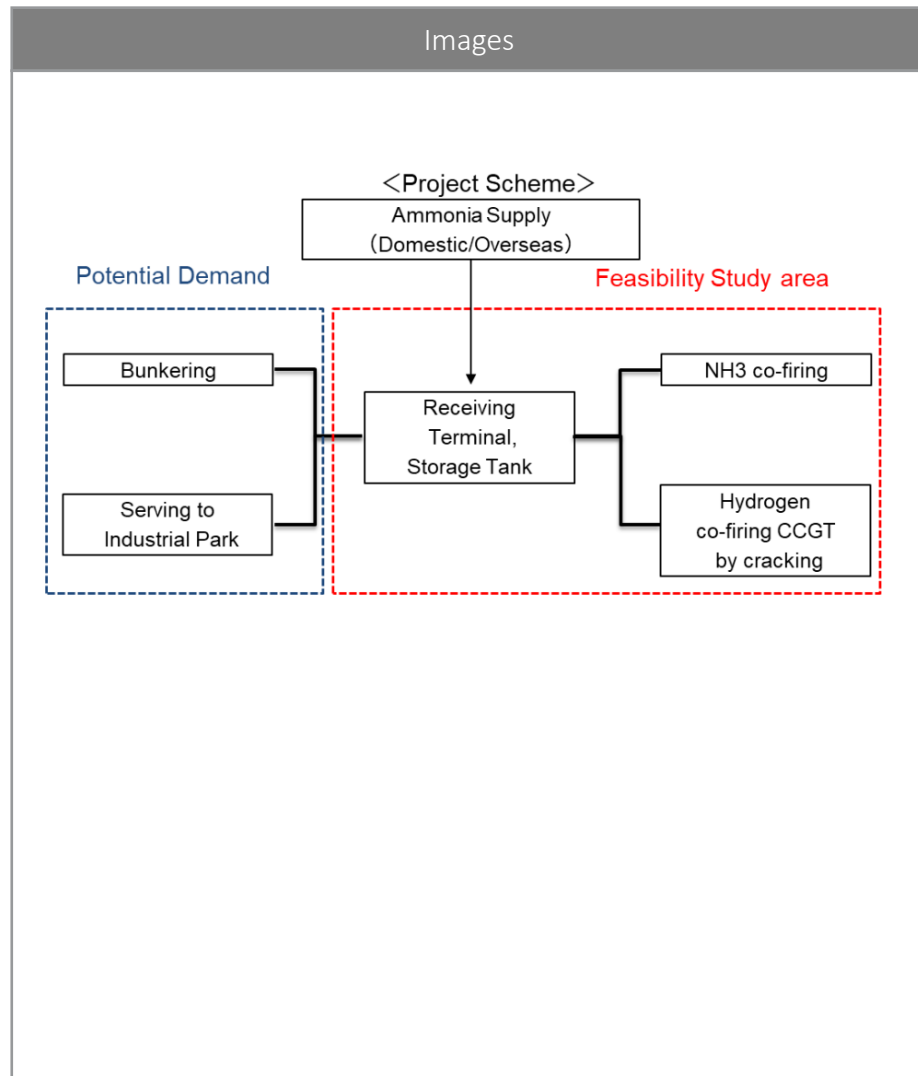 Images
＜Project Scheme＞
Ammonia Supply
（Domestic/Overseas）
Potential Demand
Feasibility Study area
Bunkering
Serving to
Industrial Park
Receiving
Terminal,
Storage Tank
NH3 co-firing
Hydrogen
co-firing CCGT
by cracking